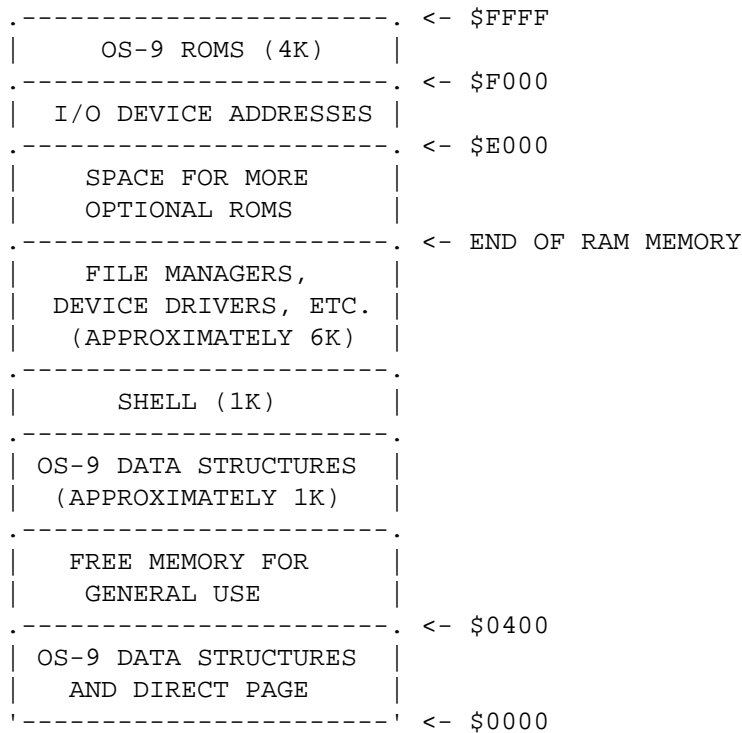 .-----------------------. <- $FFFF
|     OS-9 ROMS (4K)    |
.-----------------------. <- $F000
|  I/O DEVICE ADDRESSES |
.-----------------------. <- $E000
|    SPACE FOR MORE     |
|    OPTIONAL ROMS      |
.-----------------------. <- END OF RAM MEMORY
|    FILE MANAGERS,     |
|  DEVICE DRIVERS, ETC. |
|   (APPROXIMATELY 6K)  |
.-----------------------.
|      SHELL (1K)       |
.-----------------------.
| OS-9 DATA STRUCTURES  |
|  (APPROXIMATELY 1K)   |
.-----------------------.
|   FREE MEMORY FOR     |
|    GENERAL USE        |
.-----------------------. <- $0400
| OS-9 DATA STRUCTURES  |
|   AND DIRECT PAGE     |
'-----------------------' <- $0000